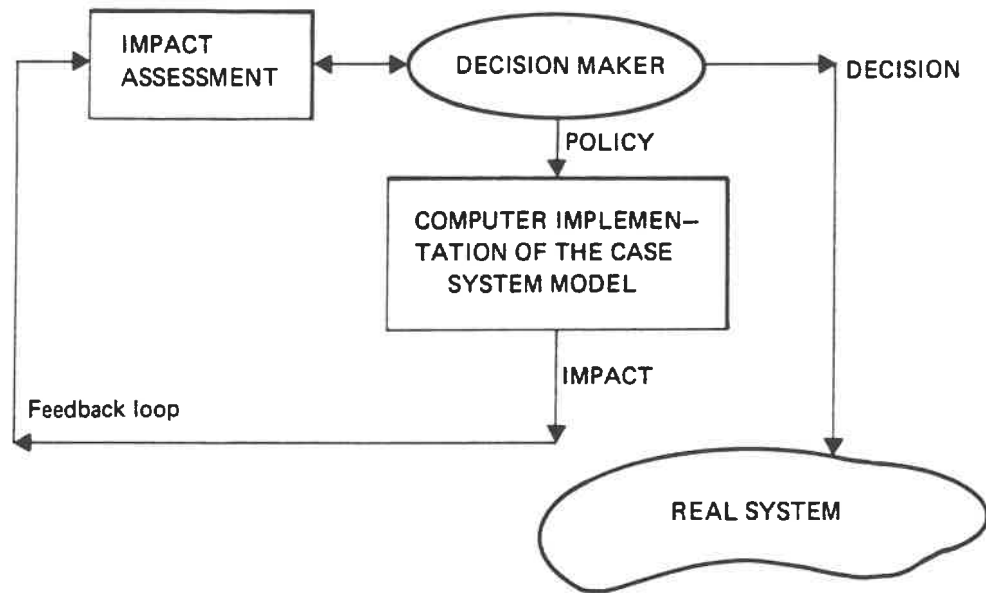 IMPACT
ASSESSMENT
DECISION MAKER
DECISION
POLICY
COMPUTER IMPLEMEN–
TATION OF THE CASE
SYSTEM MODEL
IMPACT
Feedback loop
REAL SYSTEM